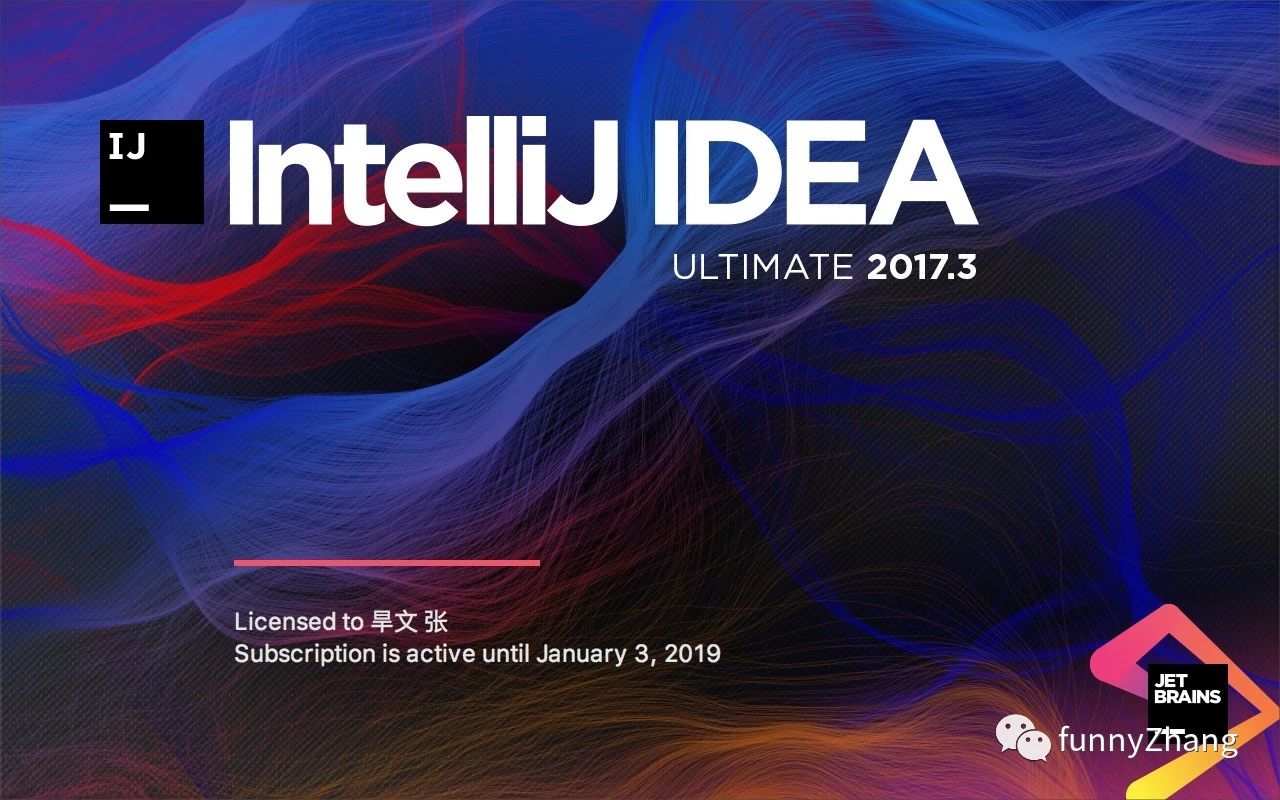 IJ
IntelliJ IDEA
ULTIMATE 2017.3
Licensed to 旱文 张
Subscription is active until January 3, 2019
JET
BRAINS
funnyZhang